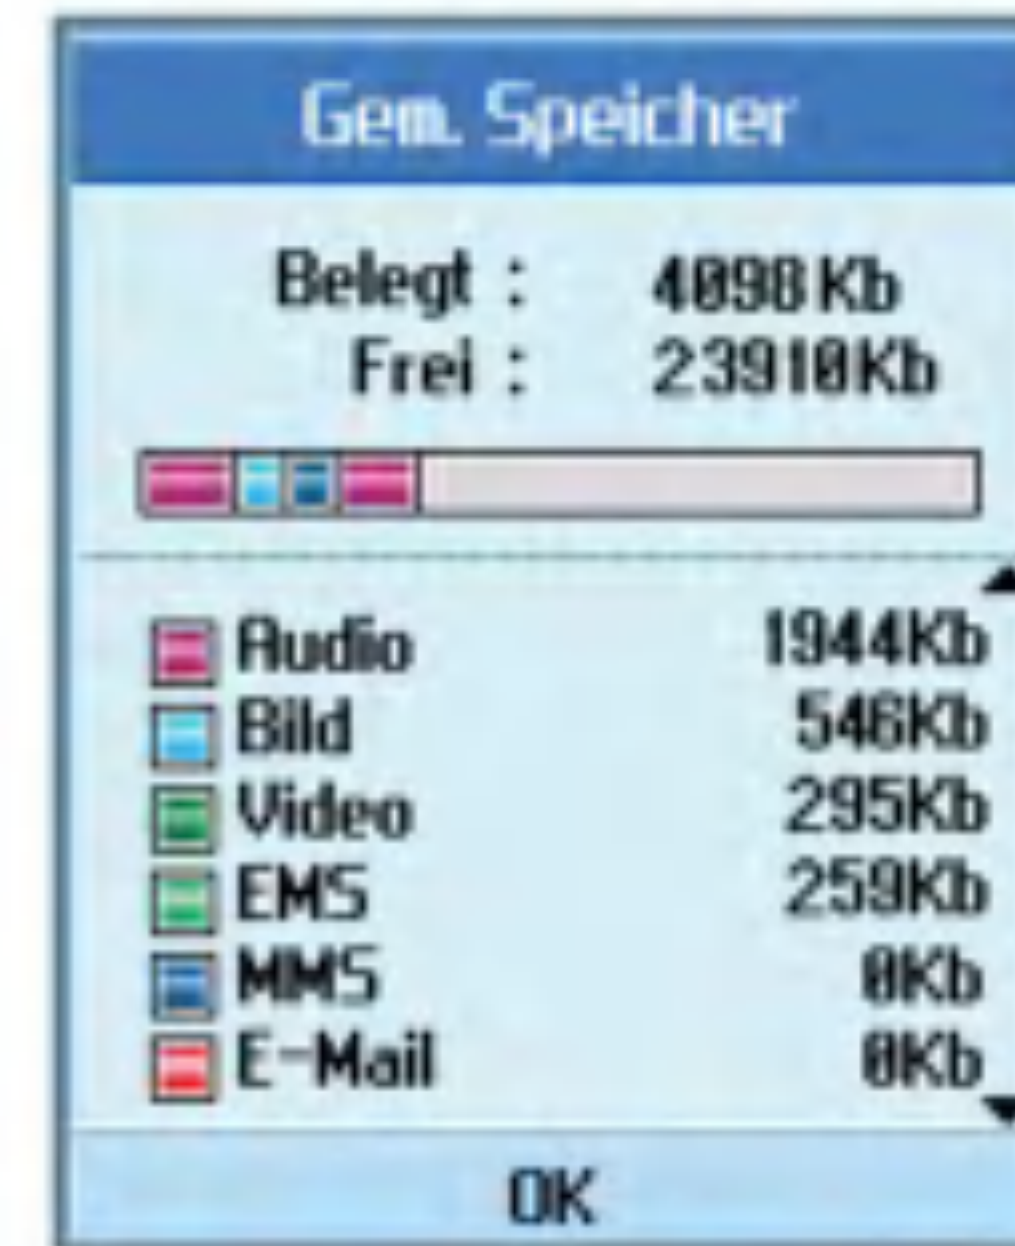 Gem. Speicher
Belegt : 4098Kb
Frei : 23910Kb
Audio 1944Kb
Bild 546Kb
Video 295Kb
EMS 259Kb
MMS 0Kb
E-Mail 0Kb
OK